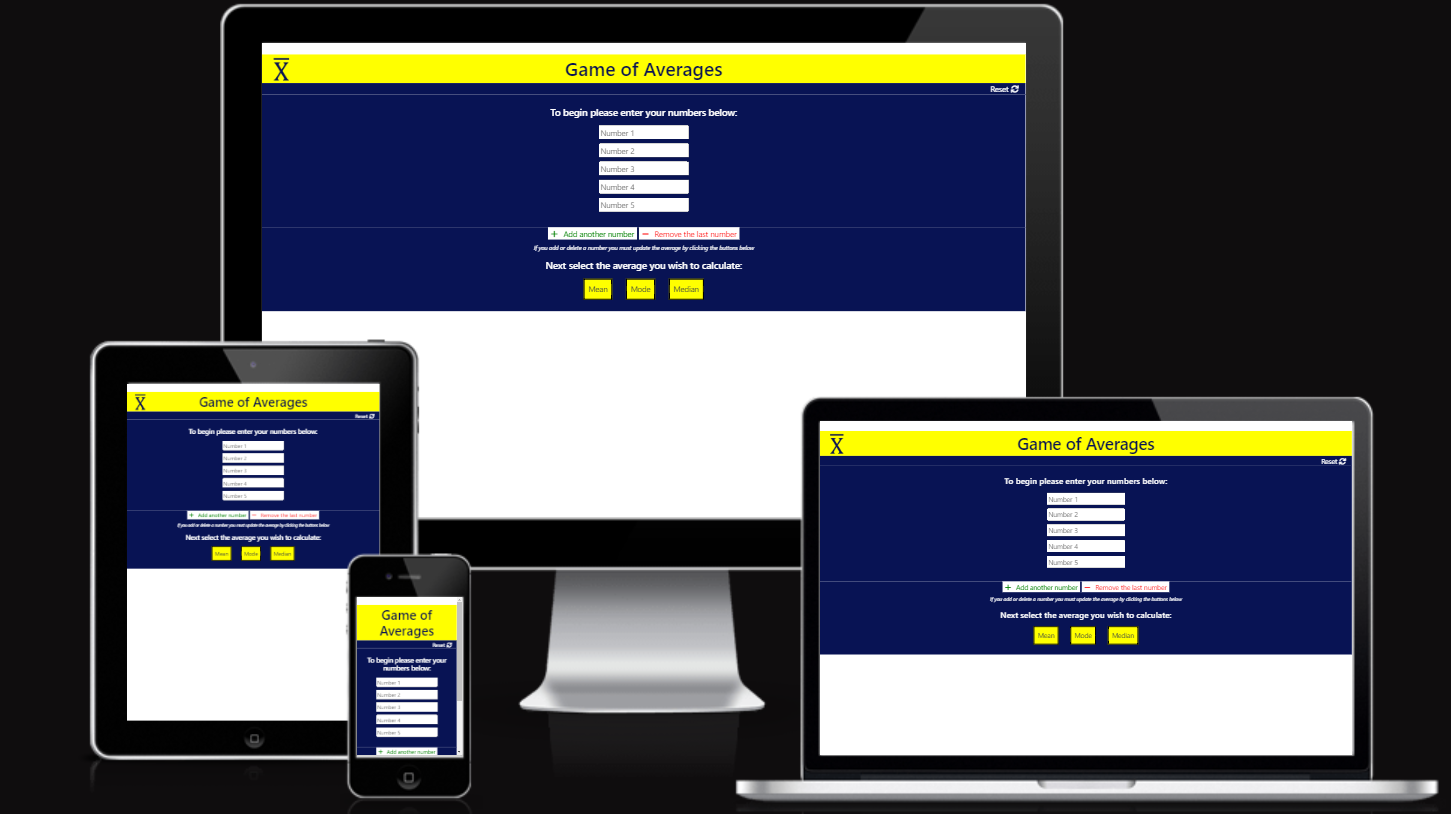 X
Game of Averages
Reset
To begin please enter your numbers below:
Number 1
Number 2
Number 3
Number 4
Number 5
+ Add another number − Remove the last number
If you add or delete a number you must update the average by clicking the buttons below
Next select the average you wish to calculate:
Mean Mode Median
X
Game of Averages
Reset
To begin please enter your numbers below:
Number 1
Number 2
Number 3
Number 4
Number 5
+ Add another number − Remove the last number
If you add or delete a number you must update the average by clicking the buttons below
Next select the average you wish to calculate:
Mean Mode Median
Game of
Averages
Reset
To begin please enter your
numbers below:
Number 1
Number 2
Number 3
Number 4
Number 5
+ Add another number
X
Game of Averages
Reset
To begin please enter your numbers below:
Number 1
Number 2
Number 3
Number 4
Number 5
+ Add another number − Remove the last number
If you add or delete a number you must update the average by clicking the buttons below
Next select the average you wish to calculate:
Mean Mode Median